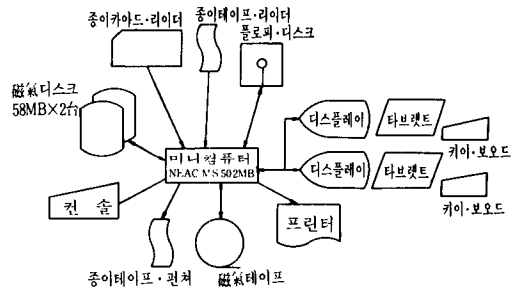 종이카아드·리이더
종이테이프·리이더
플로피·디스크
磁氣디스크
58MB×2台
디스플레이
타브렛트
키이·보오드
미니컴퓨터
NEAC MS 502MB
디스플레이
타브렛트
키이·보오드
컨 솔
프린터
종이테이프·펀쳐
磁氣테이프